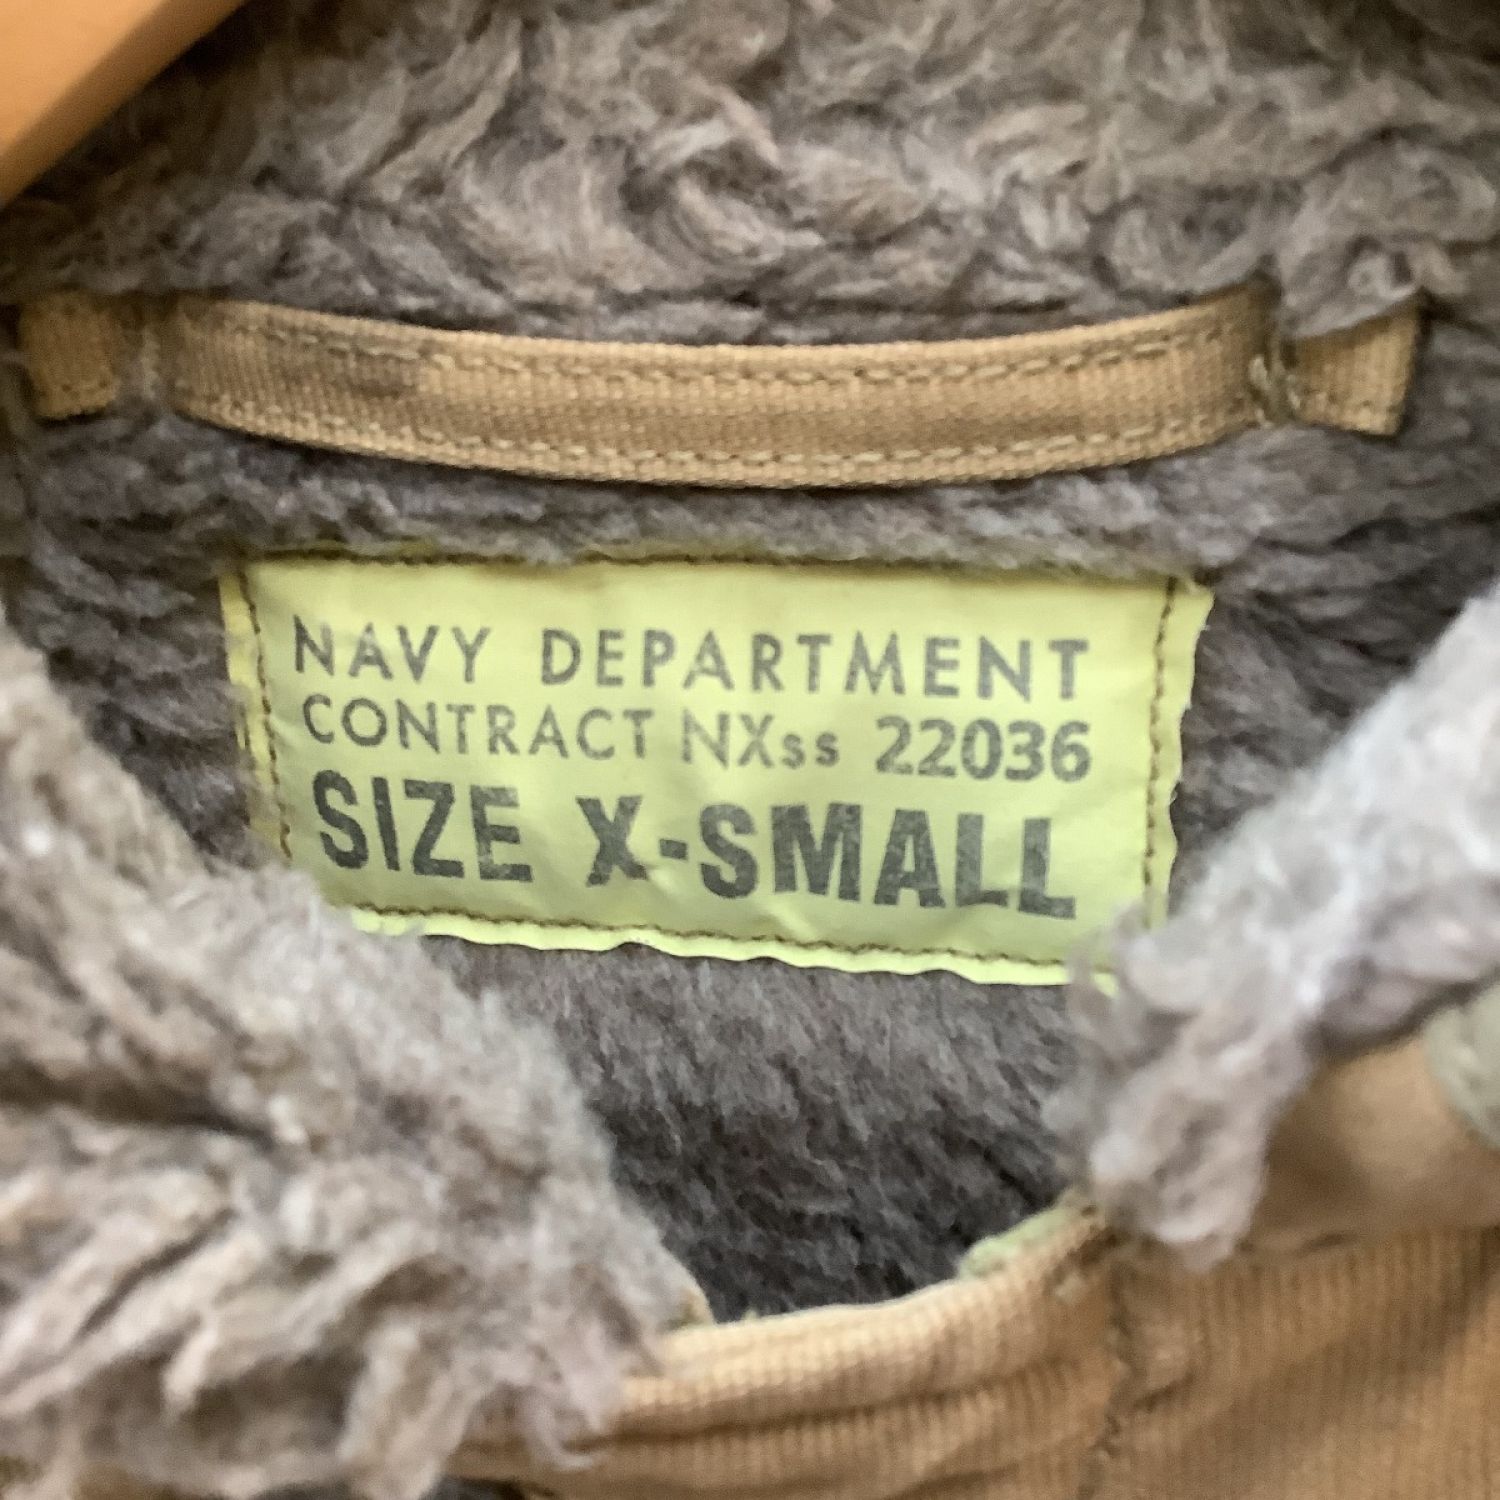 NAVY DEPARTMENT
CONTRACT NXss 22036
SIZE X-SMALL